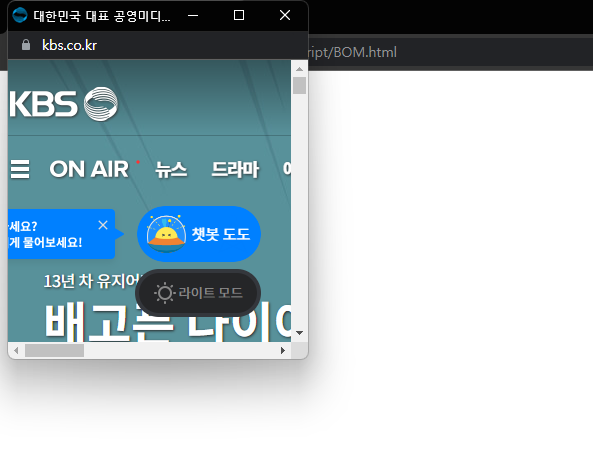 대한민국 대표 공영미디...
kbs.co.kr
ript/BOM.html
KBS
ON AIR 뉴스 드라마
세요?
게 물어보세요!
챗봇 도도
13년 차 유지어
라이트 모드
배고픈 다이어